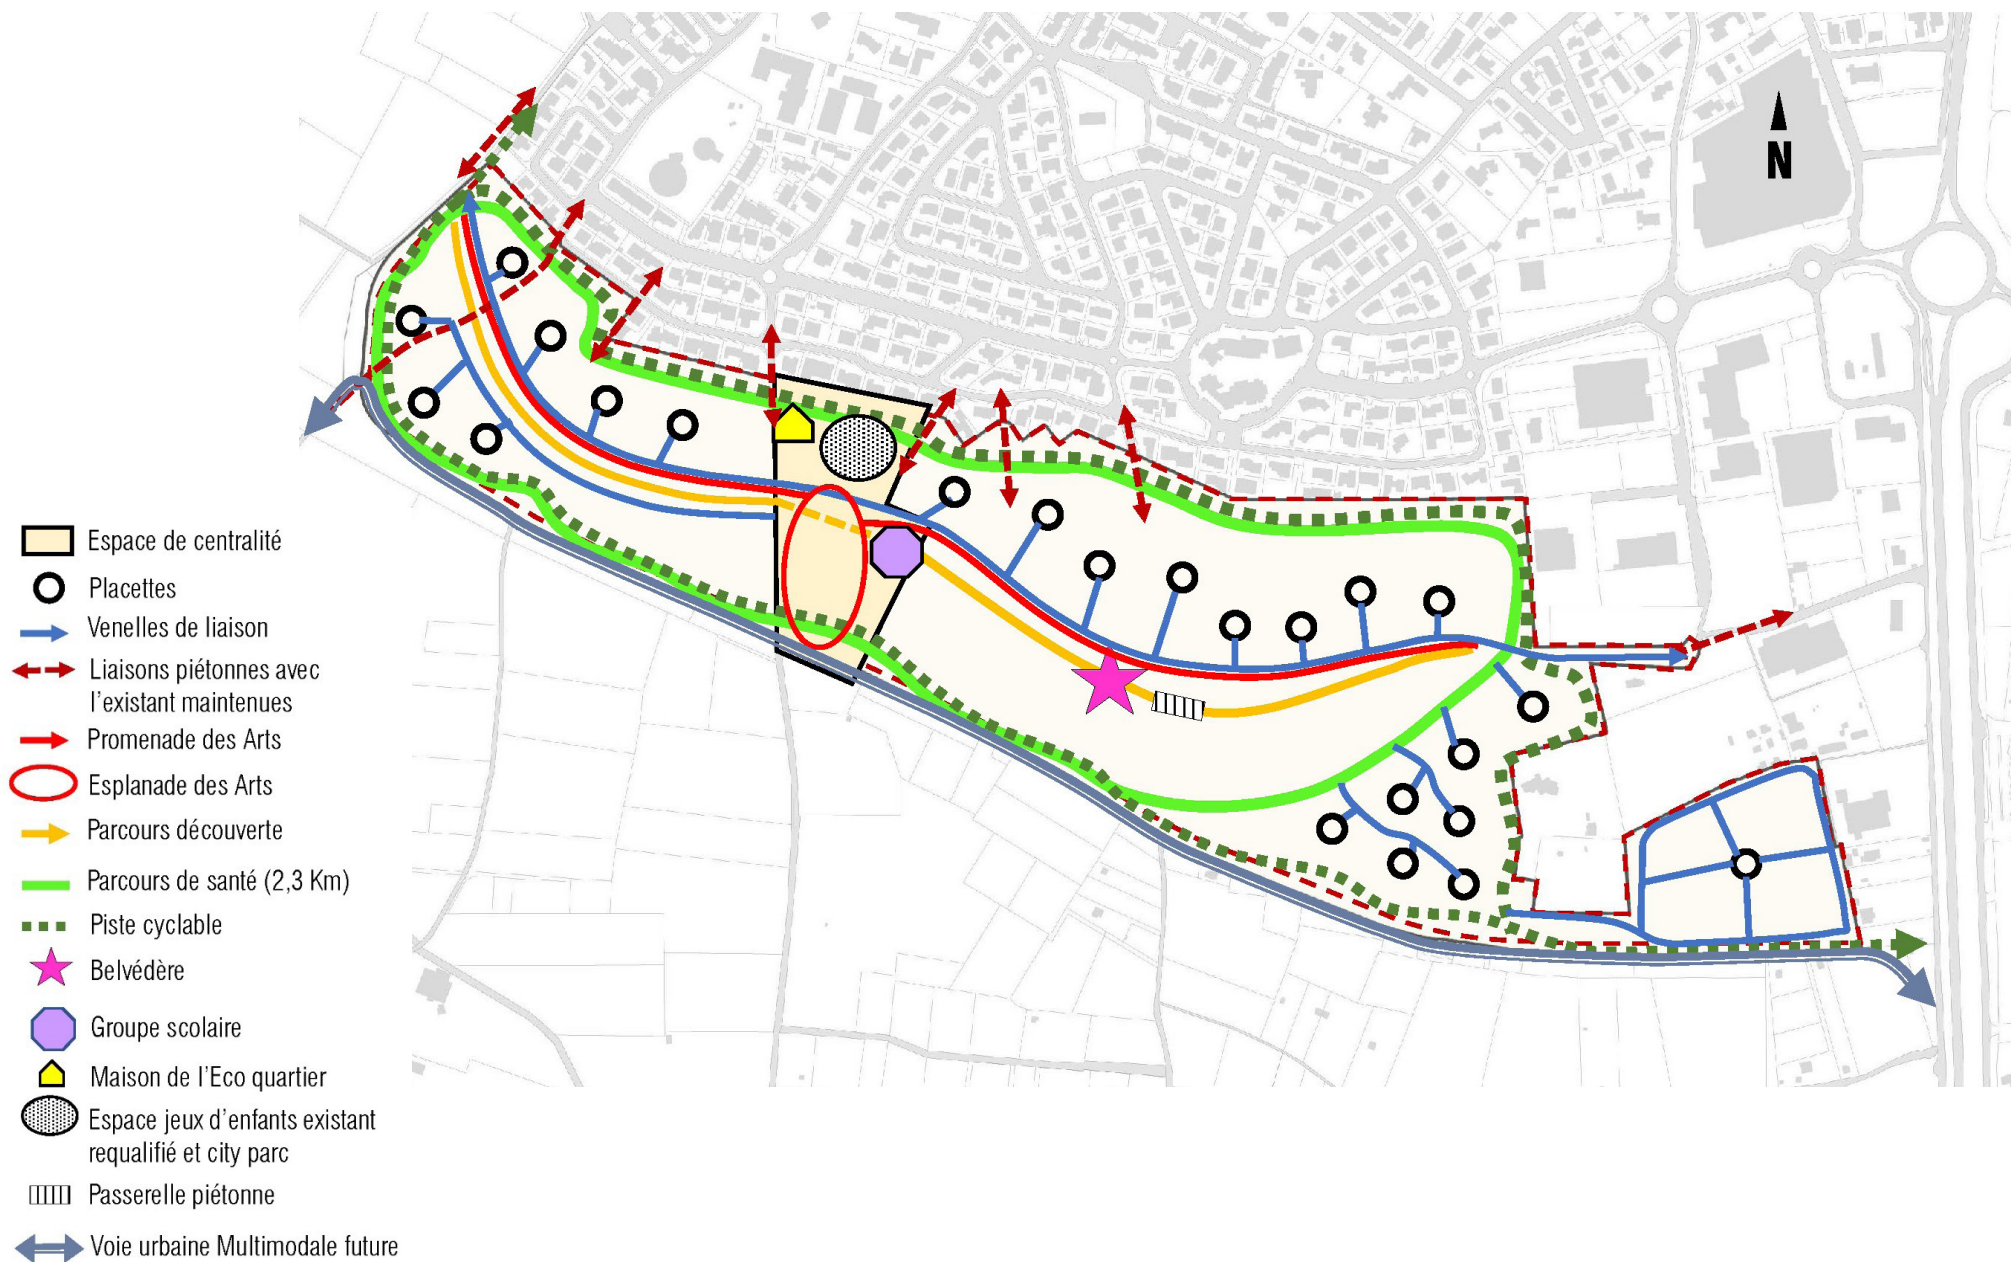 N
Espace de centralité
Placettes
Venelles de liaison
Liaisons piétonnes avec
l'existant maintenues
Promenade des Arts
Esplanade des Arts
Parcours découverte
Parcours de santé (2,3 Km)
Piste cyclable
Belvédère
Groupe scolaire
Maison de l'Eco quartier
Espace jeux d'enfants existant
requalifié et city parc
Passerelle piétonne
Voie urbaine Multimodale future